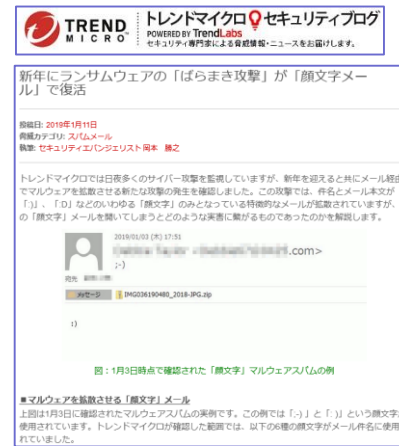 TREND MICRO
トレンドマイクロ セキュリティブログ
POWERED BY TrendLabs
セキュリティ専門家による脅威情報・ニュースをお届けします。
新年にランサムウェアの「ばらまき攻撃」が「顔文字メー
ル」で復活
投稿日: 2019年1月11日
脅威カテゴリ: スパムメール
執筆: セキュリティエバンジェリスト 岡本 勝之
トレンドマイクロでは日夜多くのサイバー攻撃を監視していますが、新年を迎えると共にメール経由
でマルウェアを拡散させる新たな攻撃の発生を確認しました。この攻撃では、件名とメール本文が
「:)」、「:D」などのいわゆる「顔文字」のみとなっている特徴的なメールが拡散されていますが、
の「顔文字」メールを開いてしまうとどのような実害に繋がるものであったのかを解説します。
2019/01/03 (木) 17:51
.com>
;-)
宛先
メッセージ IMG036190480_2018-JPG.zip
:)
図：1月3日時点で確認された「顔文字」マルウェアスパムの例
■マルウェアを拡散させる「顔文字」メール
上図は1月3日に確認されたマルウェアスパムの実例です。この例では「;-) 」と「: )」という顔文字
使用されています。トレンドマイクロが確認した範囲では、以下の6種の顔文字がメール件名に使用
れていました。